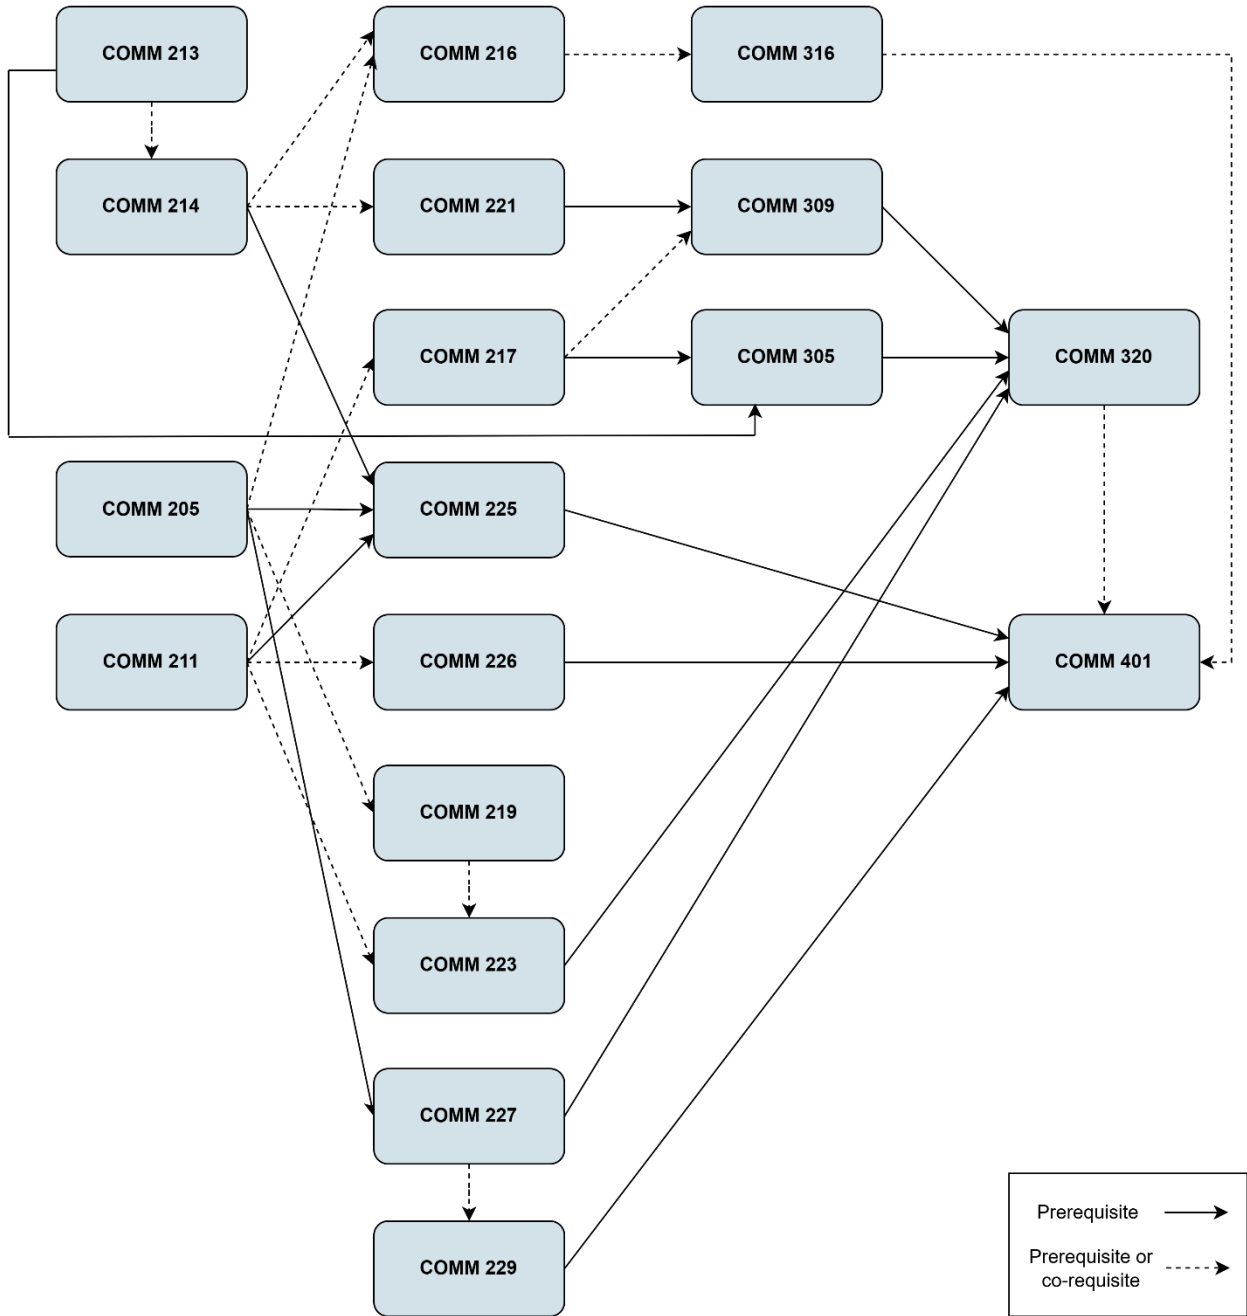 COMM 213
COMM 216
COMM 316
COMM 214
COMM 221
COMM 309
COMM 217
COMM 305
COMM 320
COMM 205
COMM 225
COMM 211
COMM 226
COMM 401
COMM 219
COMM 223
COMM 227
COMM 229
Prerequisite
Prerequisite or
co-requisite